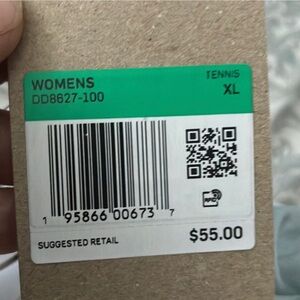 WOMENS TENNIS
DD8627-100 XL
1 95866 00673 7
SUGGESTED RETAIL $55.00